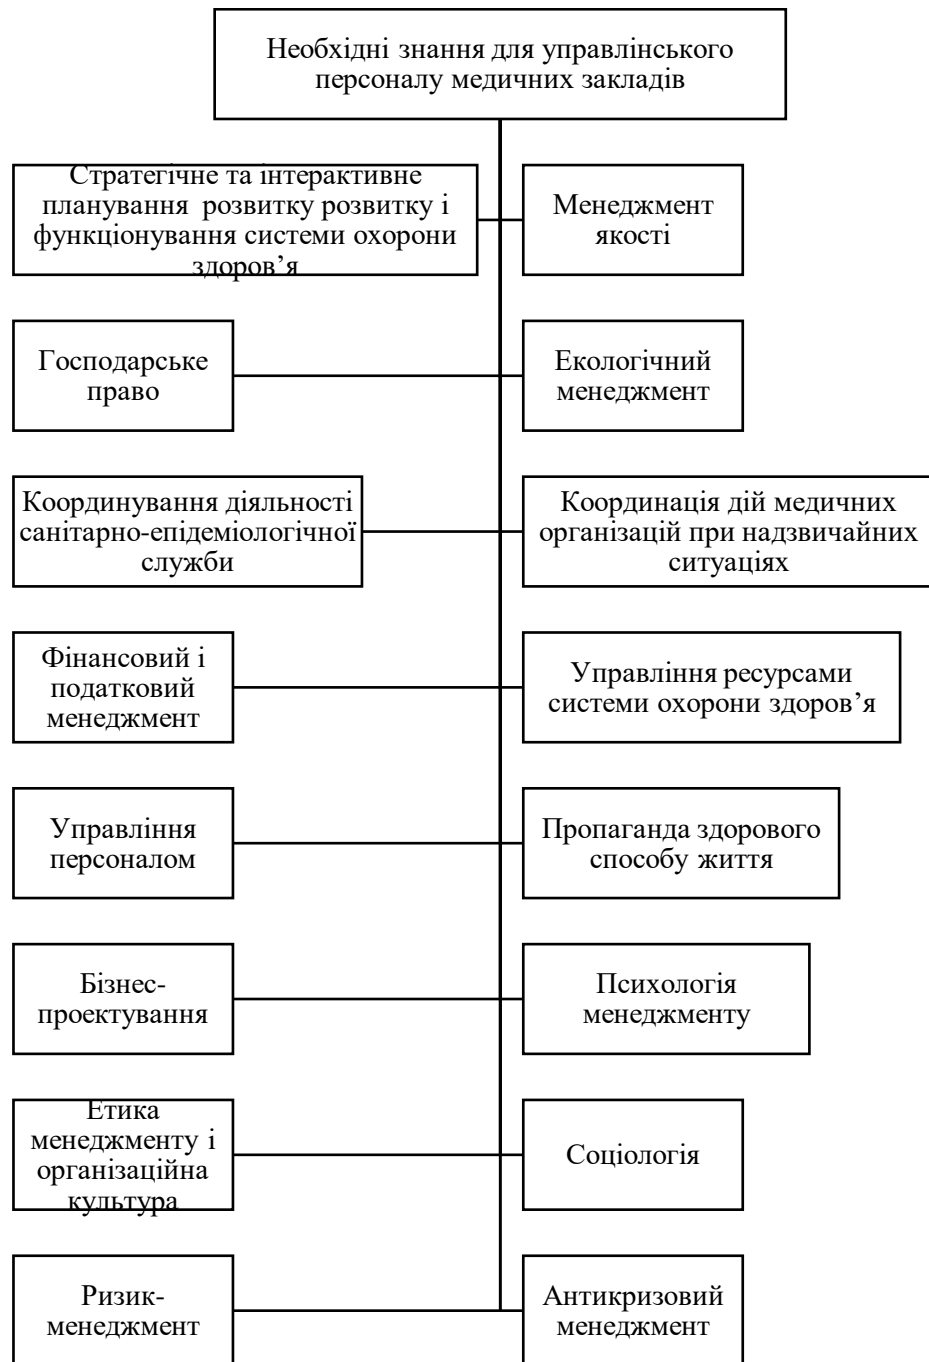 Необхідні знання для управлінського
персоналу медичних закладів
Стратегічне та інтерактивне
планування розвитку розвитку і
функціонування системи охорони
здоров’я
Менеджмент
якості
Господарське
право
Екологічний
менеджмент
Координування діяльності
санітарно-епідеміологічної
служби
Координація дій медичних
організацій при надзвичайних
ситуаціях
Фінансовий і
податковий
менеджмент
Управління ресурсами
системи охорони здоров’я
Управління
персоналом
Пропаганда здорового
способу життя
Бізнес-
проектування
Психологія
менеджменту
Етика
менеджменту і
організаційна
культура
Соціологія
Ризик-
менеджмент
Антикризовий
менеджмент